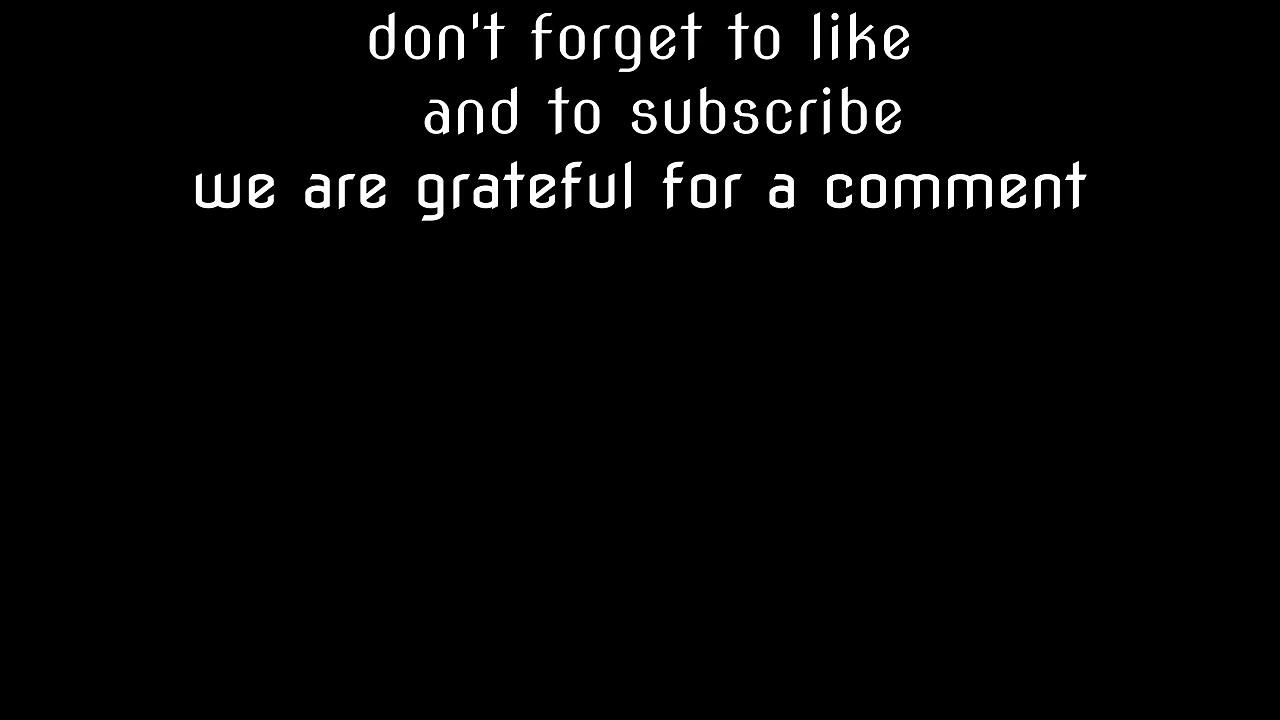 don't forget to like
and to subscribe
we are grateful for a comment